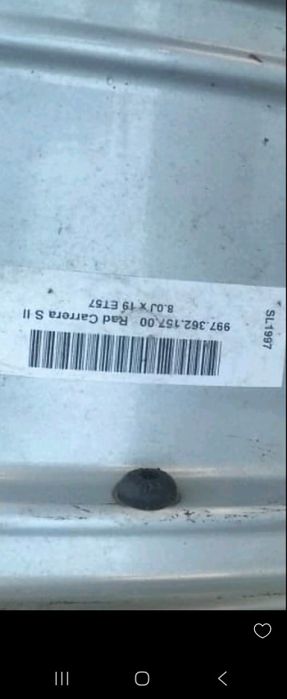 997.362.157.00 Rad Carrera S II
8.0J x 19 ET57
SL1997